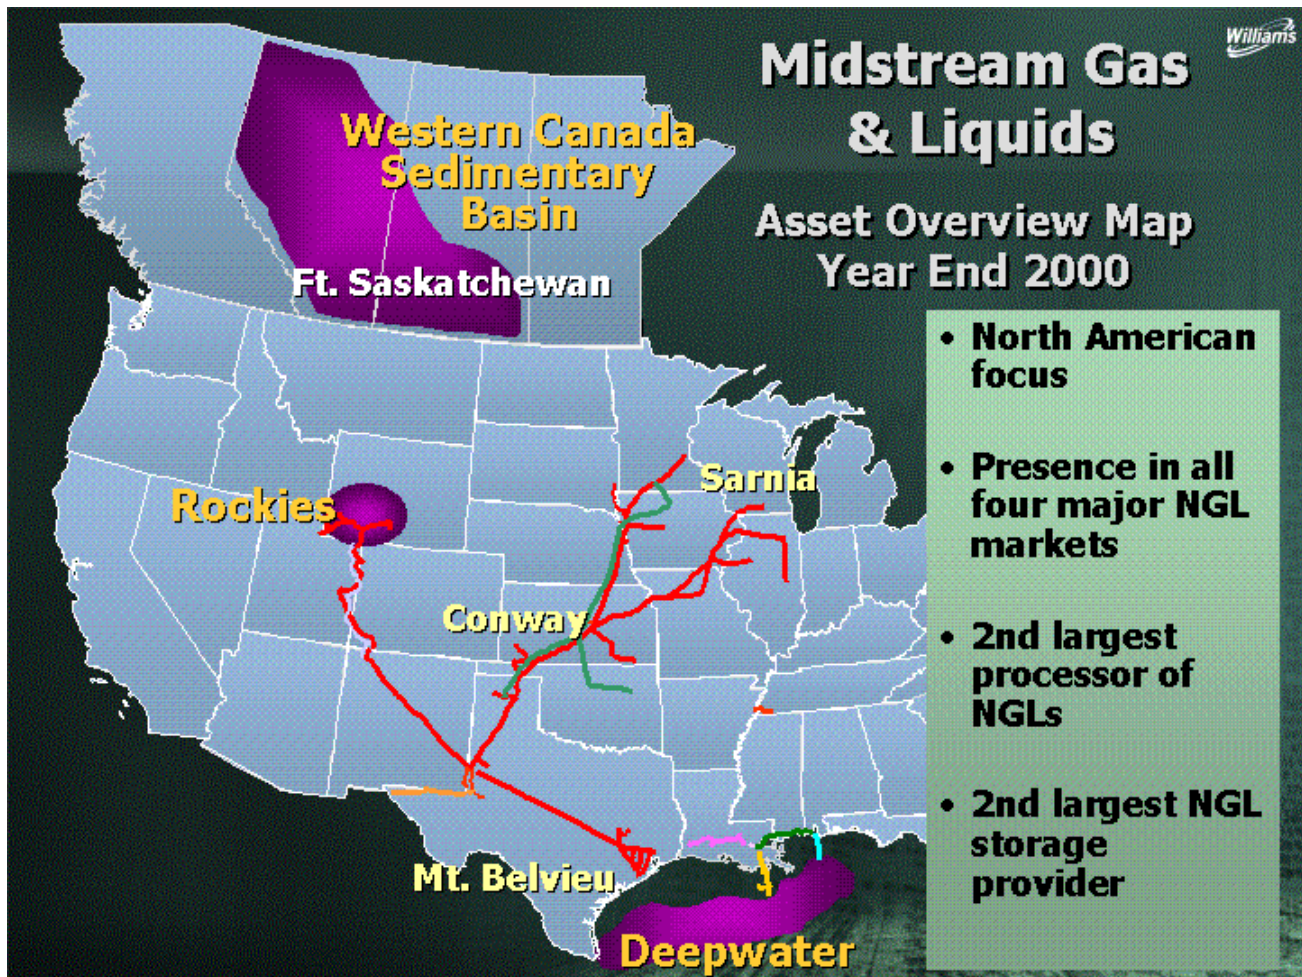 Williams
Midstream Gas
& Liquids
Asset Overview Map
Year End 2000
Western Canada
Sedimentary
Basin
Ft. Saskatchewan
Rockies
Sarnia
Conway
Mt. Belvieu
Deepwater
• North American
focus
• Presence in all
four major NGL
markets
• 2nd largest
processor of
NGLs
• 2nd largest NGL
storage
provider